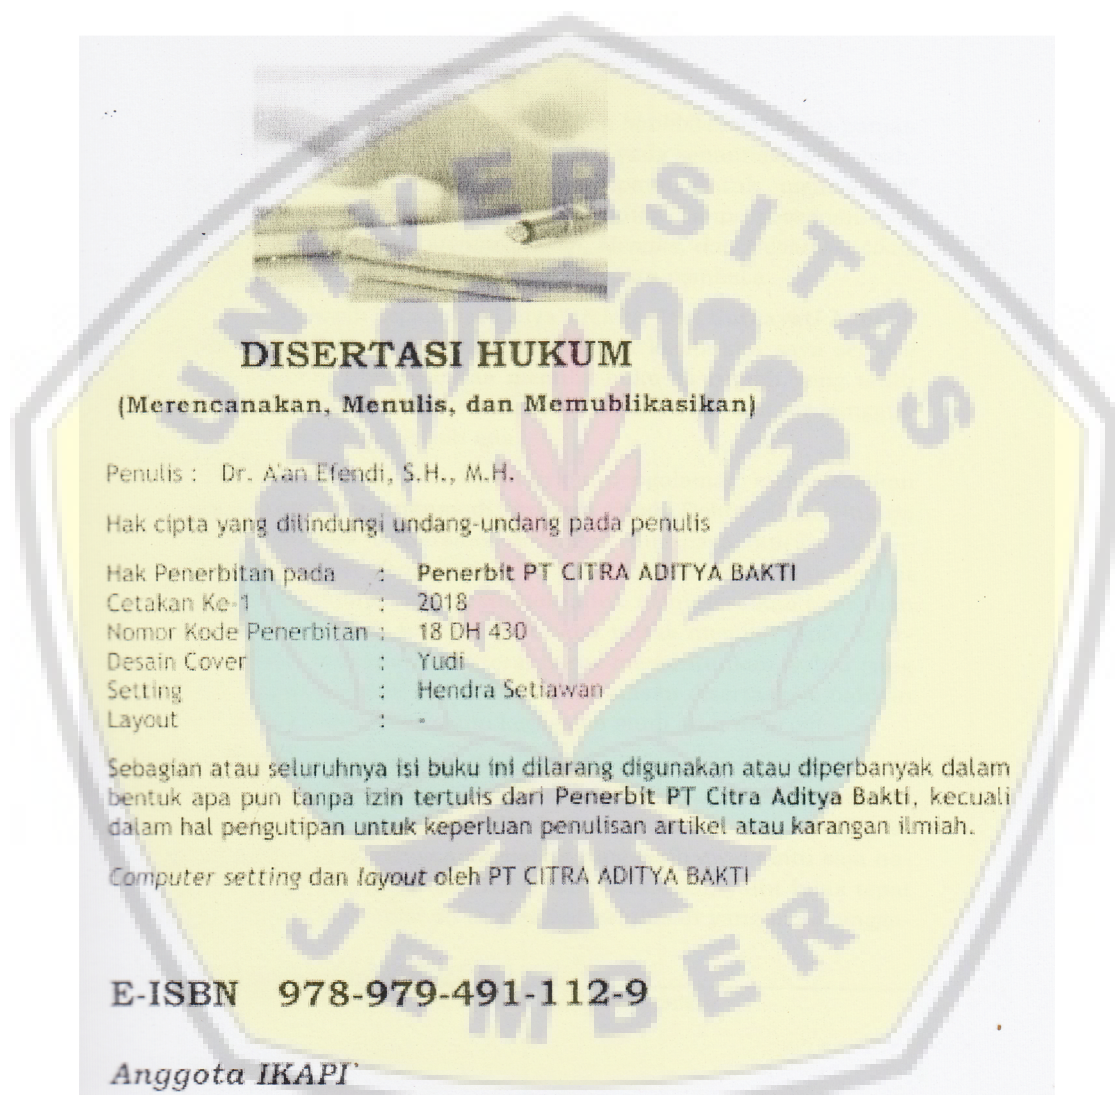 UNIVERSITAS
DISERTASI HUKUM
(Merencanakan, Menulis, dan Memublikasikan)
Penulis : Dr. A'an Efendi, S.H., M.H.
Hak cipta yang dilindungi undang-undang pada penulis
Hak Penerbitan pada : Penerbit PT CITRA ADITYA BAKTI
Cetakan Ke-1 : 2018
Nomor Kode Penerbitan : 18 DH 430
Desain Cover : Yudi
Setting : Hendra Setiawan
Layout : -
Sebagian atau seluruhnya isi buku ini dilarang digunakan atau diperbanyak dalam
bentuk apa pun tanpa izin tertulis dari Penerbit PT Citra Aditya Bakti, kecuali
dalam hal pengutipan untuk keperluan penulisan artikel atau karangan ilmiah.
Computer setting dan layout oleh PT CITRA ADITYA BAKTI
JEMBER
E-ISBN 978-979-491-112-9
Anggota IKAPI